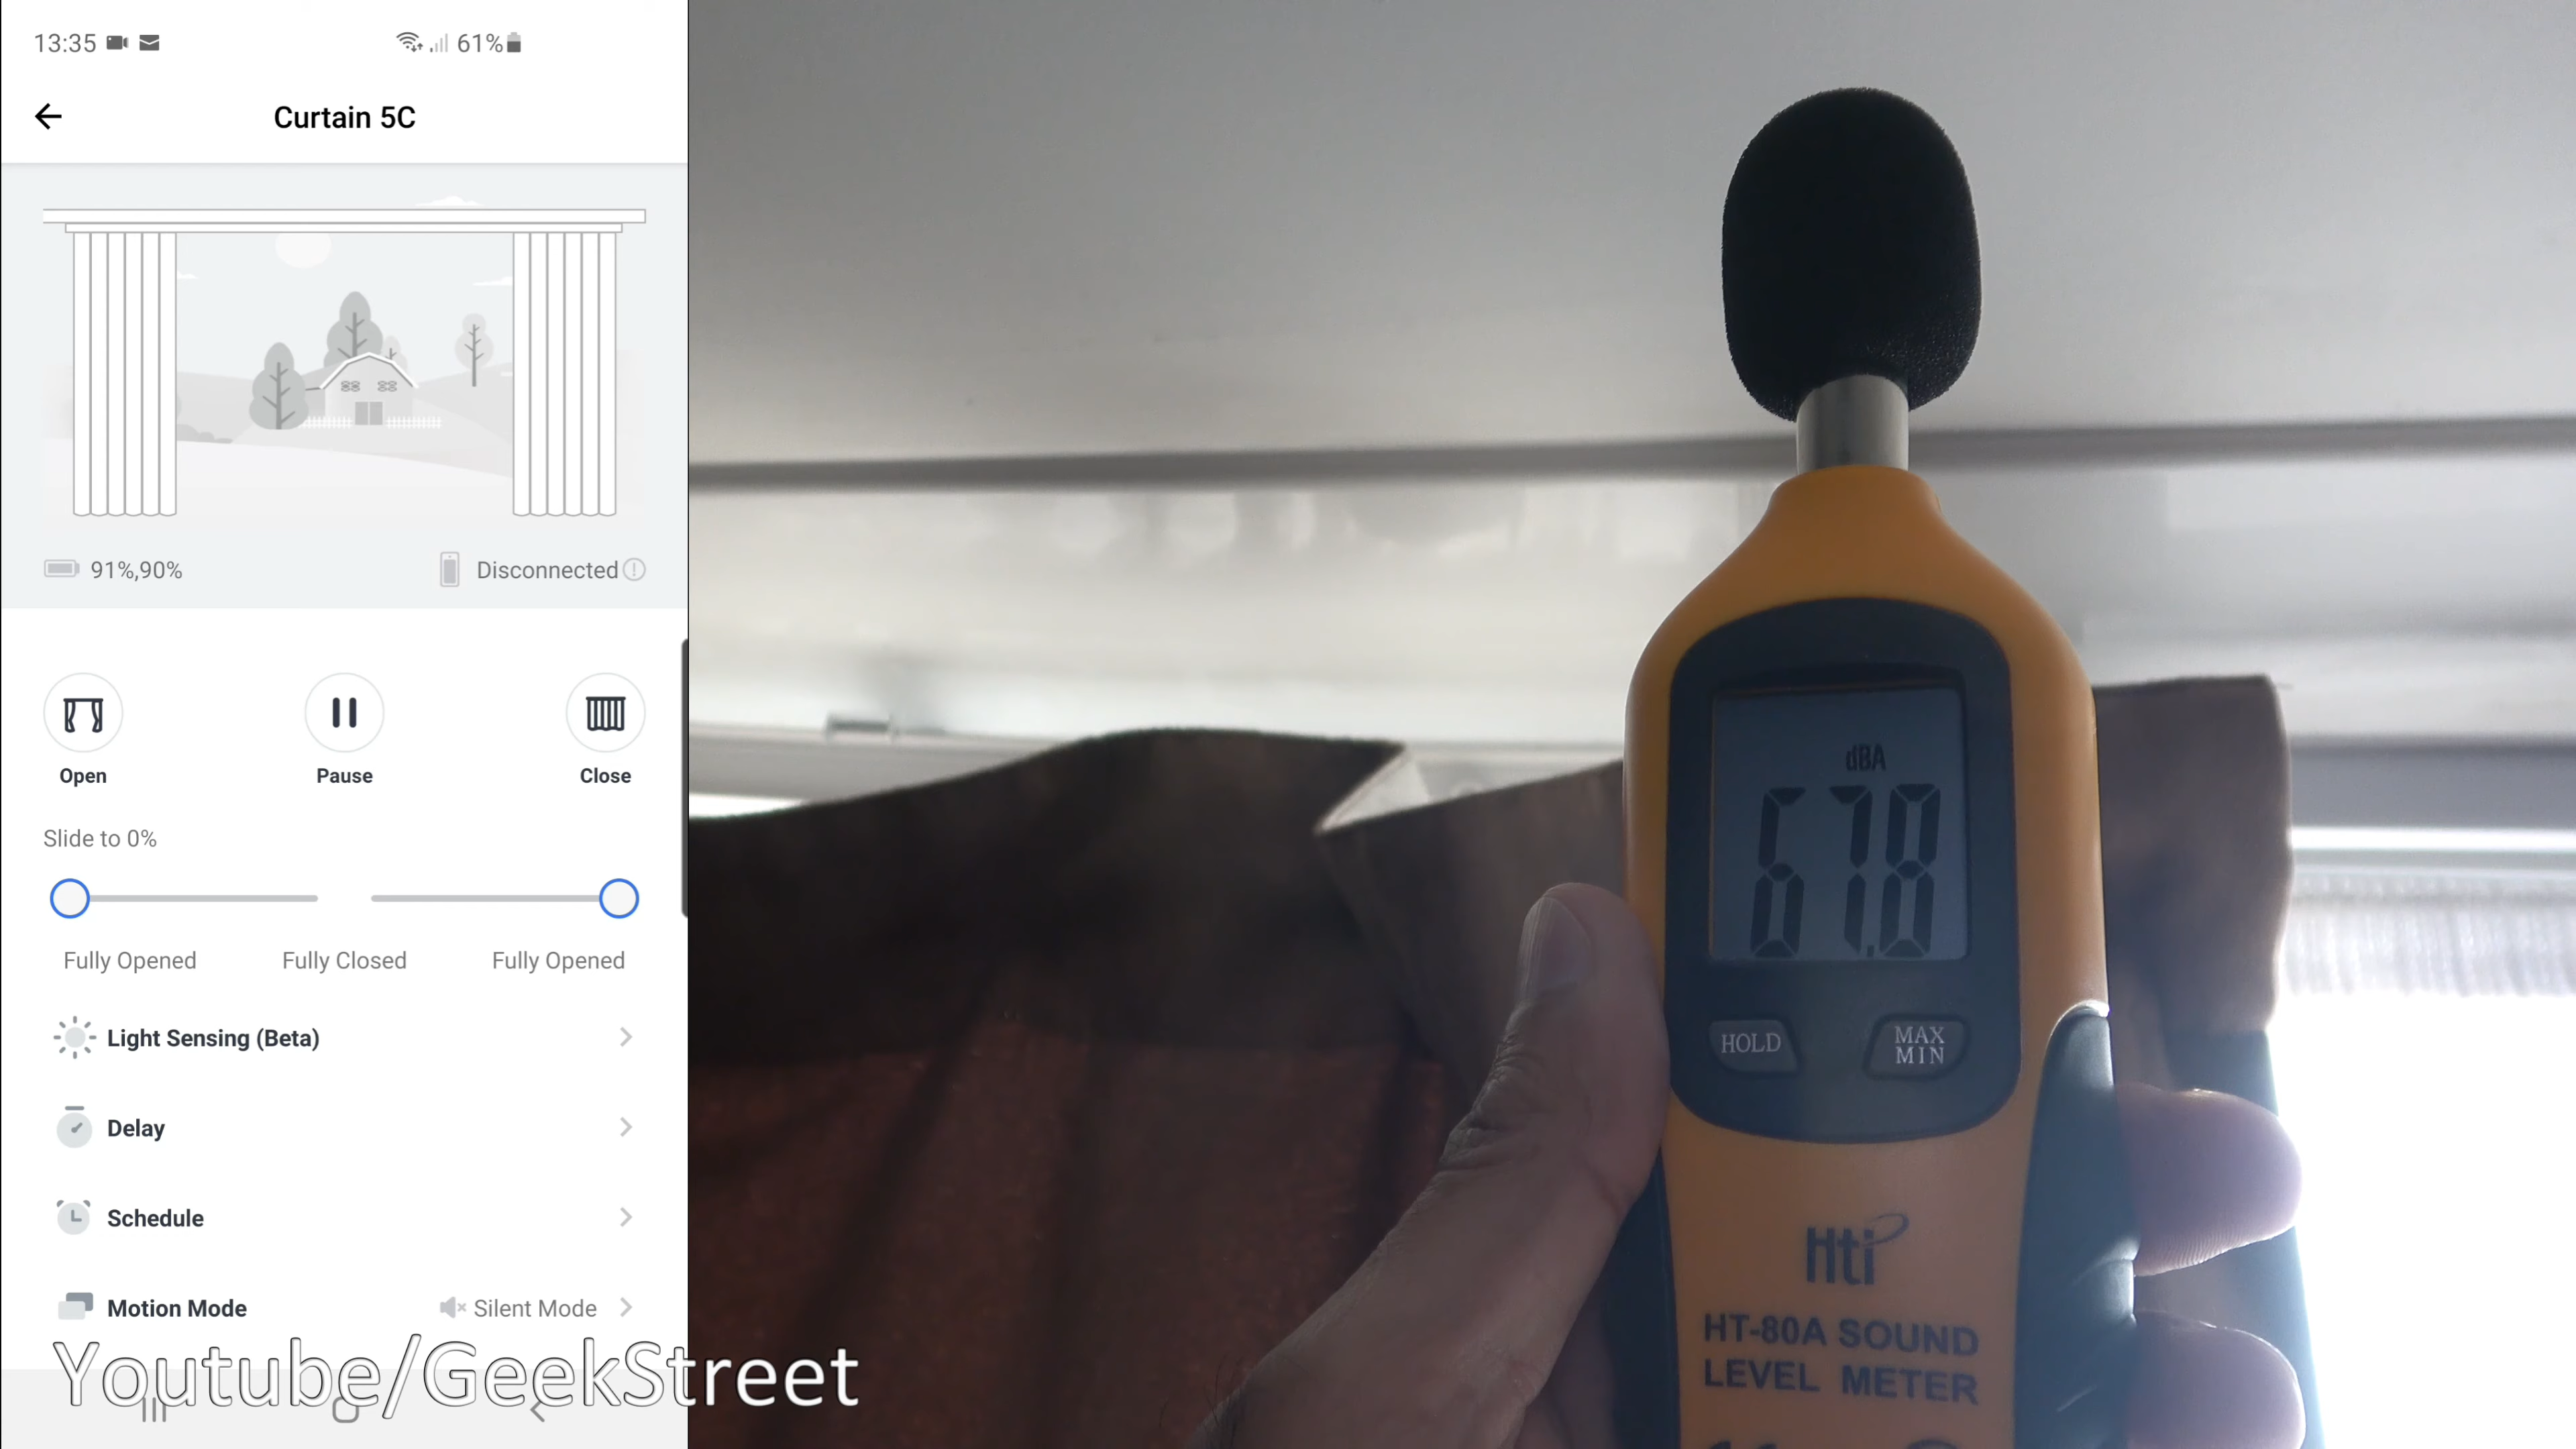 13:35
61%
Curtain 5C
91%,90%
Disconnected
Open
Pause
Close
Slide to 0%
Fully Opened
Fully Closed
Fully Opened
Light Sensing (Beta)
Delay
Schedule
Motion Mode
Silent Mode
Youtube/GeekStreet
dBA
67.8
HOLD
MAX
MIN
Hti
HT-80A SOUND
LEVEL METER